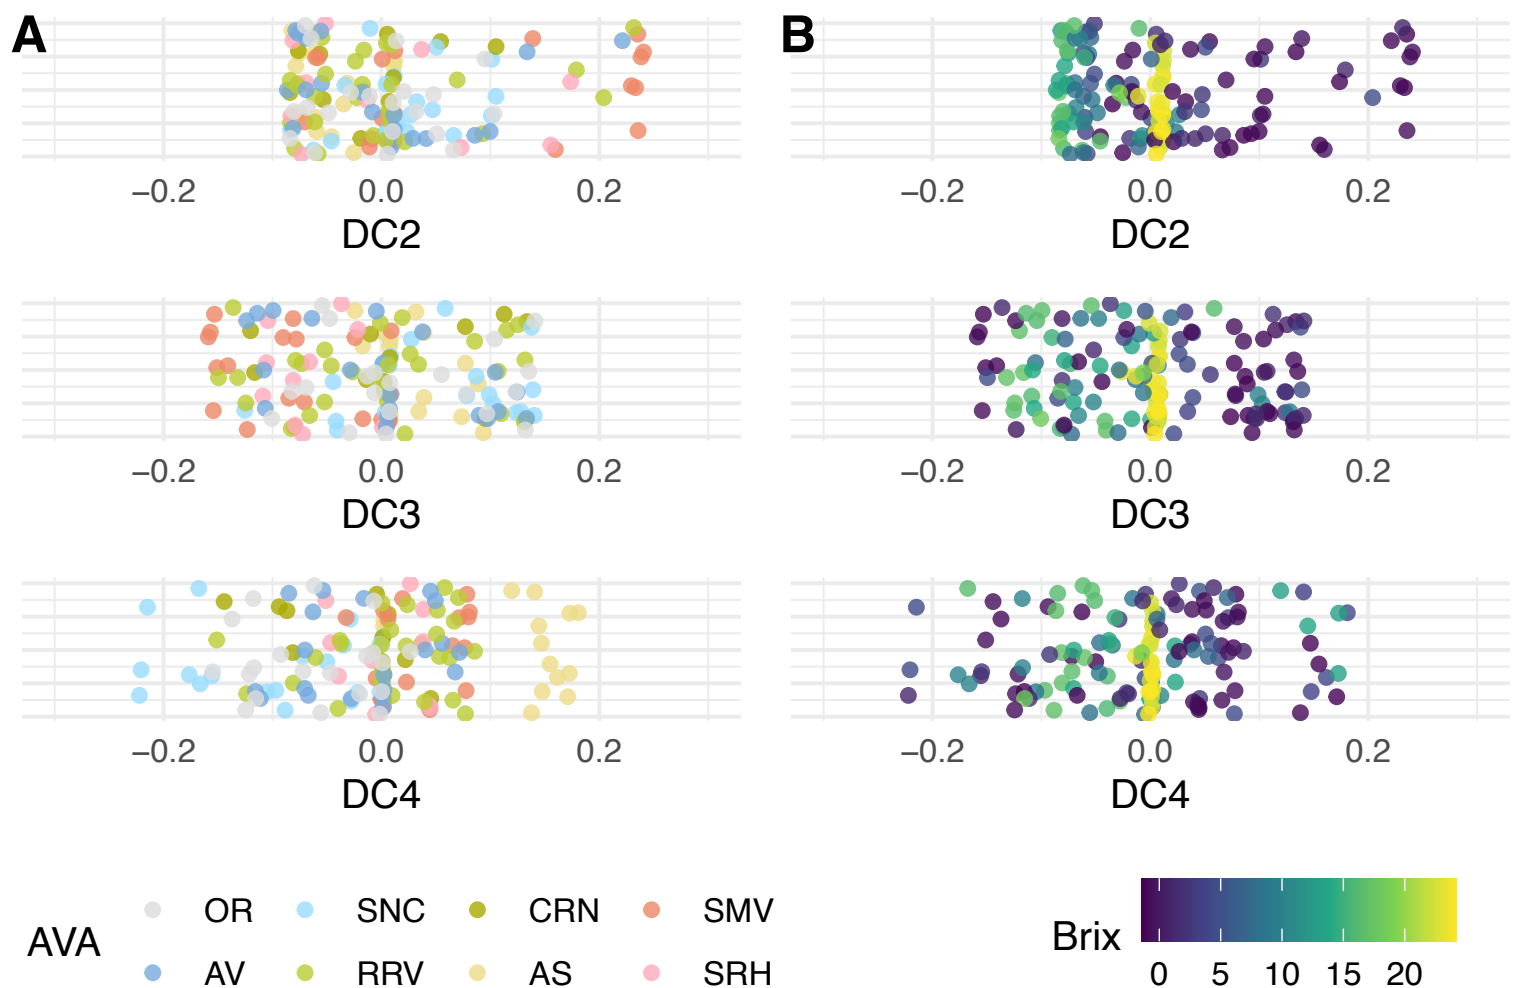 A B
−0.2 0.0 0.2 −0.2 0.0 0.2
DC2 DC2
−0.2 0.0 0.2 −0.2 0.0 0.2
DC3 DC3
−0.2 0.0 0.2 −0.2 0.0 0.2
DC4 DC4
AVA
OR SNC CRN SMV
AV RRV AS SRH
Brix
0 5 10 15 20